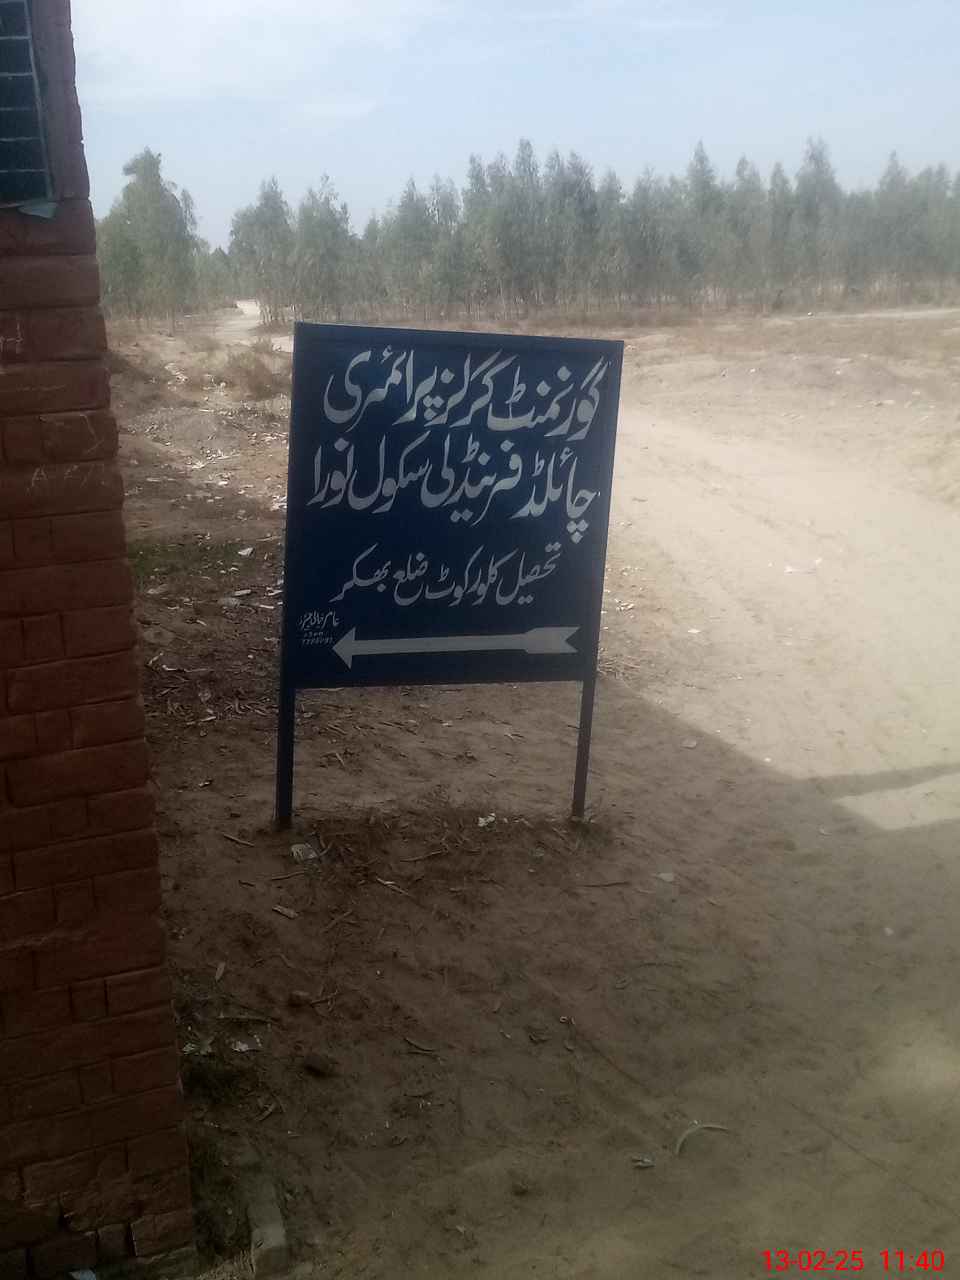 گورنمنٹ گرلز پرائمری
چائلڈ فرینڈلی سکول نورا
تحصیل کلورکوٹ ضلع بھکر
13-02-25 11:40